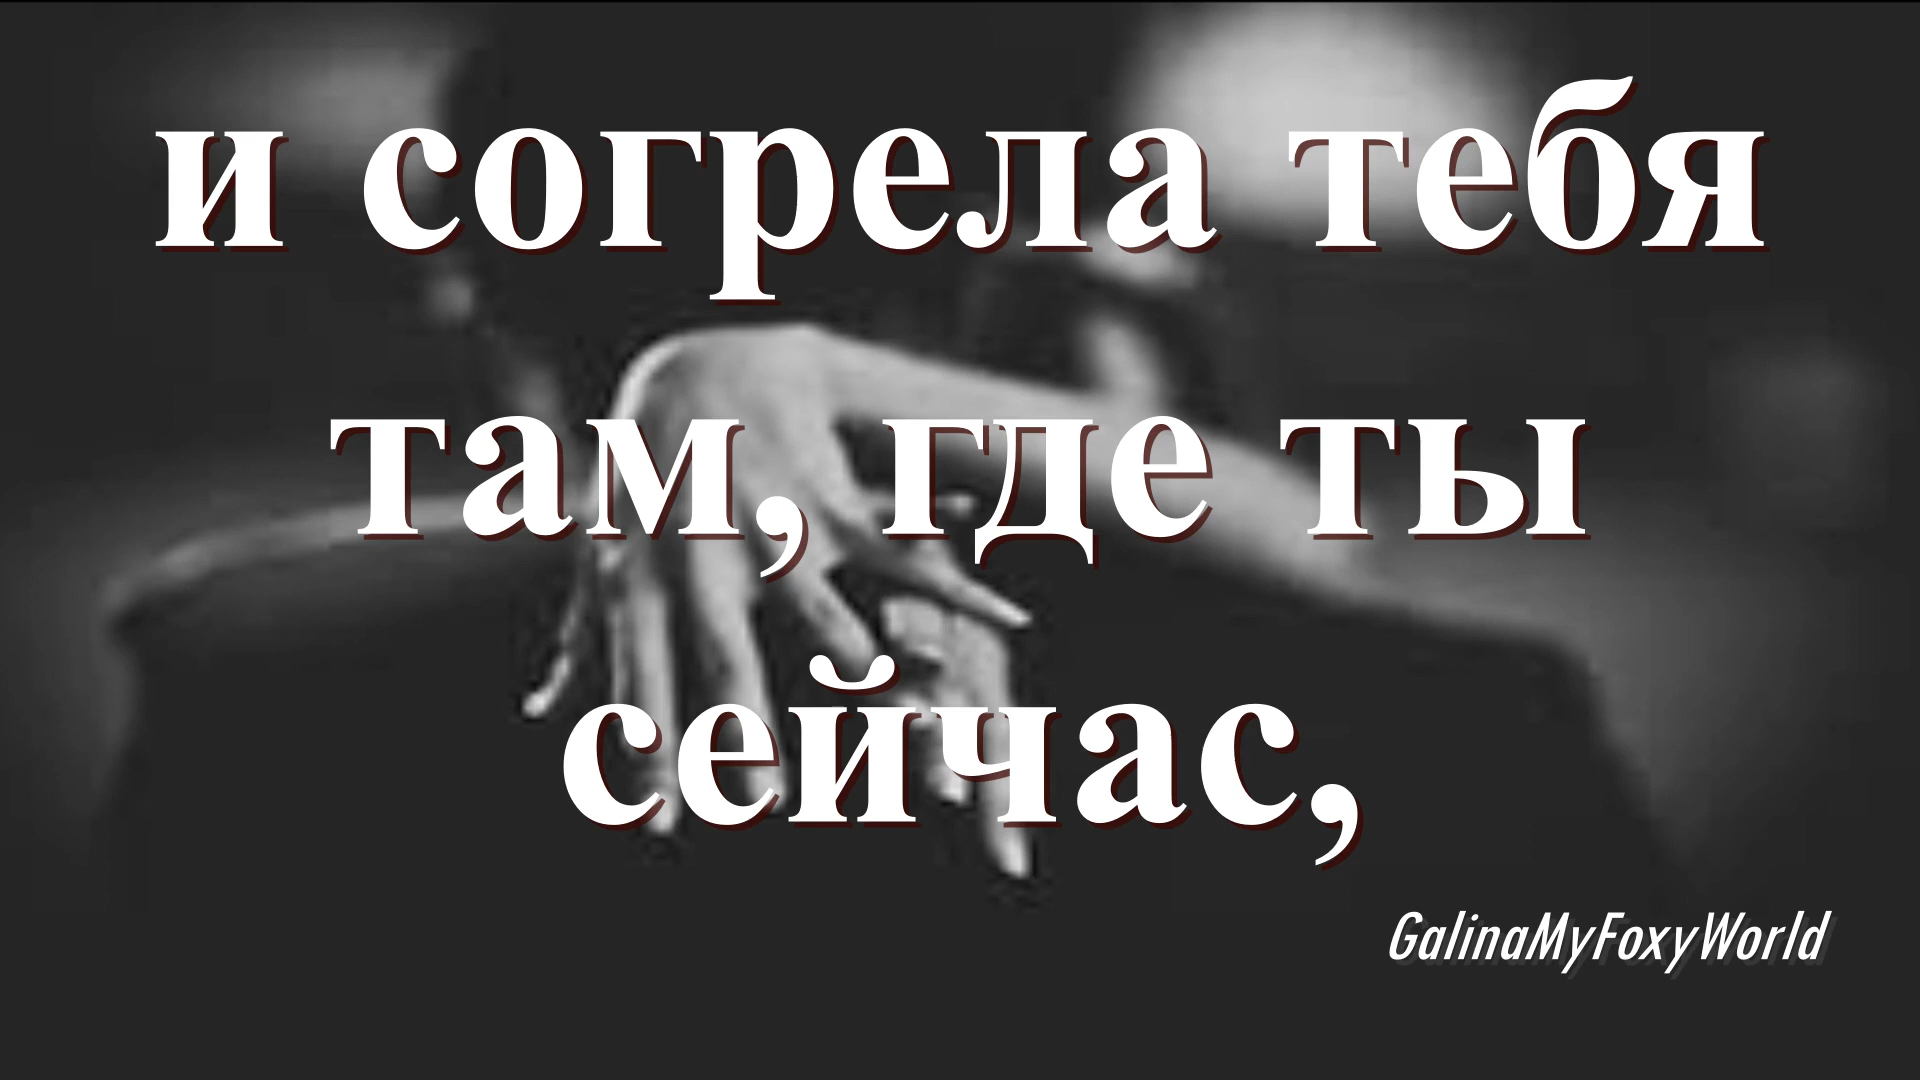 и согрела тебя
там, где ты
сейчас,
GalinaMyFoxyWorld